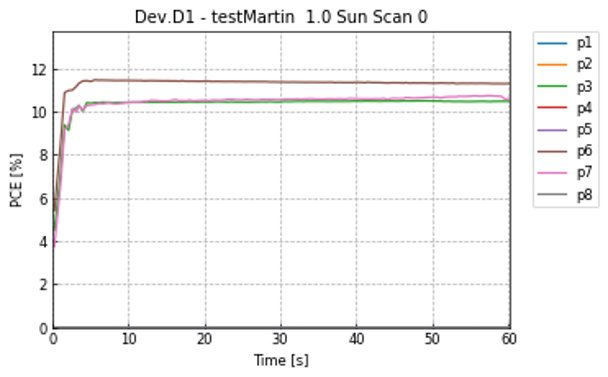 Dev.D1 - testMartin  1.0 Sun Scan 0
PCE [%]
12
10
8
6
4
2
0
0 10 20 30 40 50 60
Time [s]
p1
p2
p3
p4
p5
p6
p7
p8